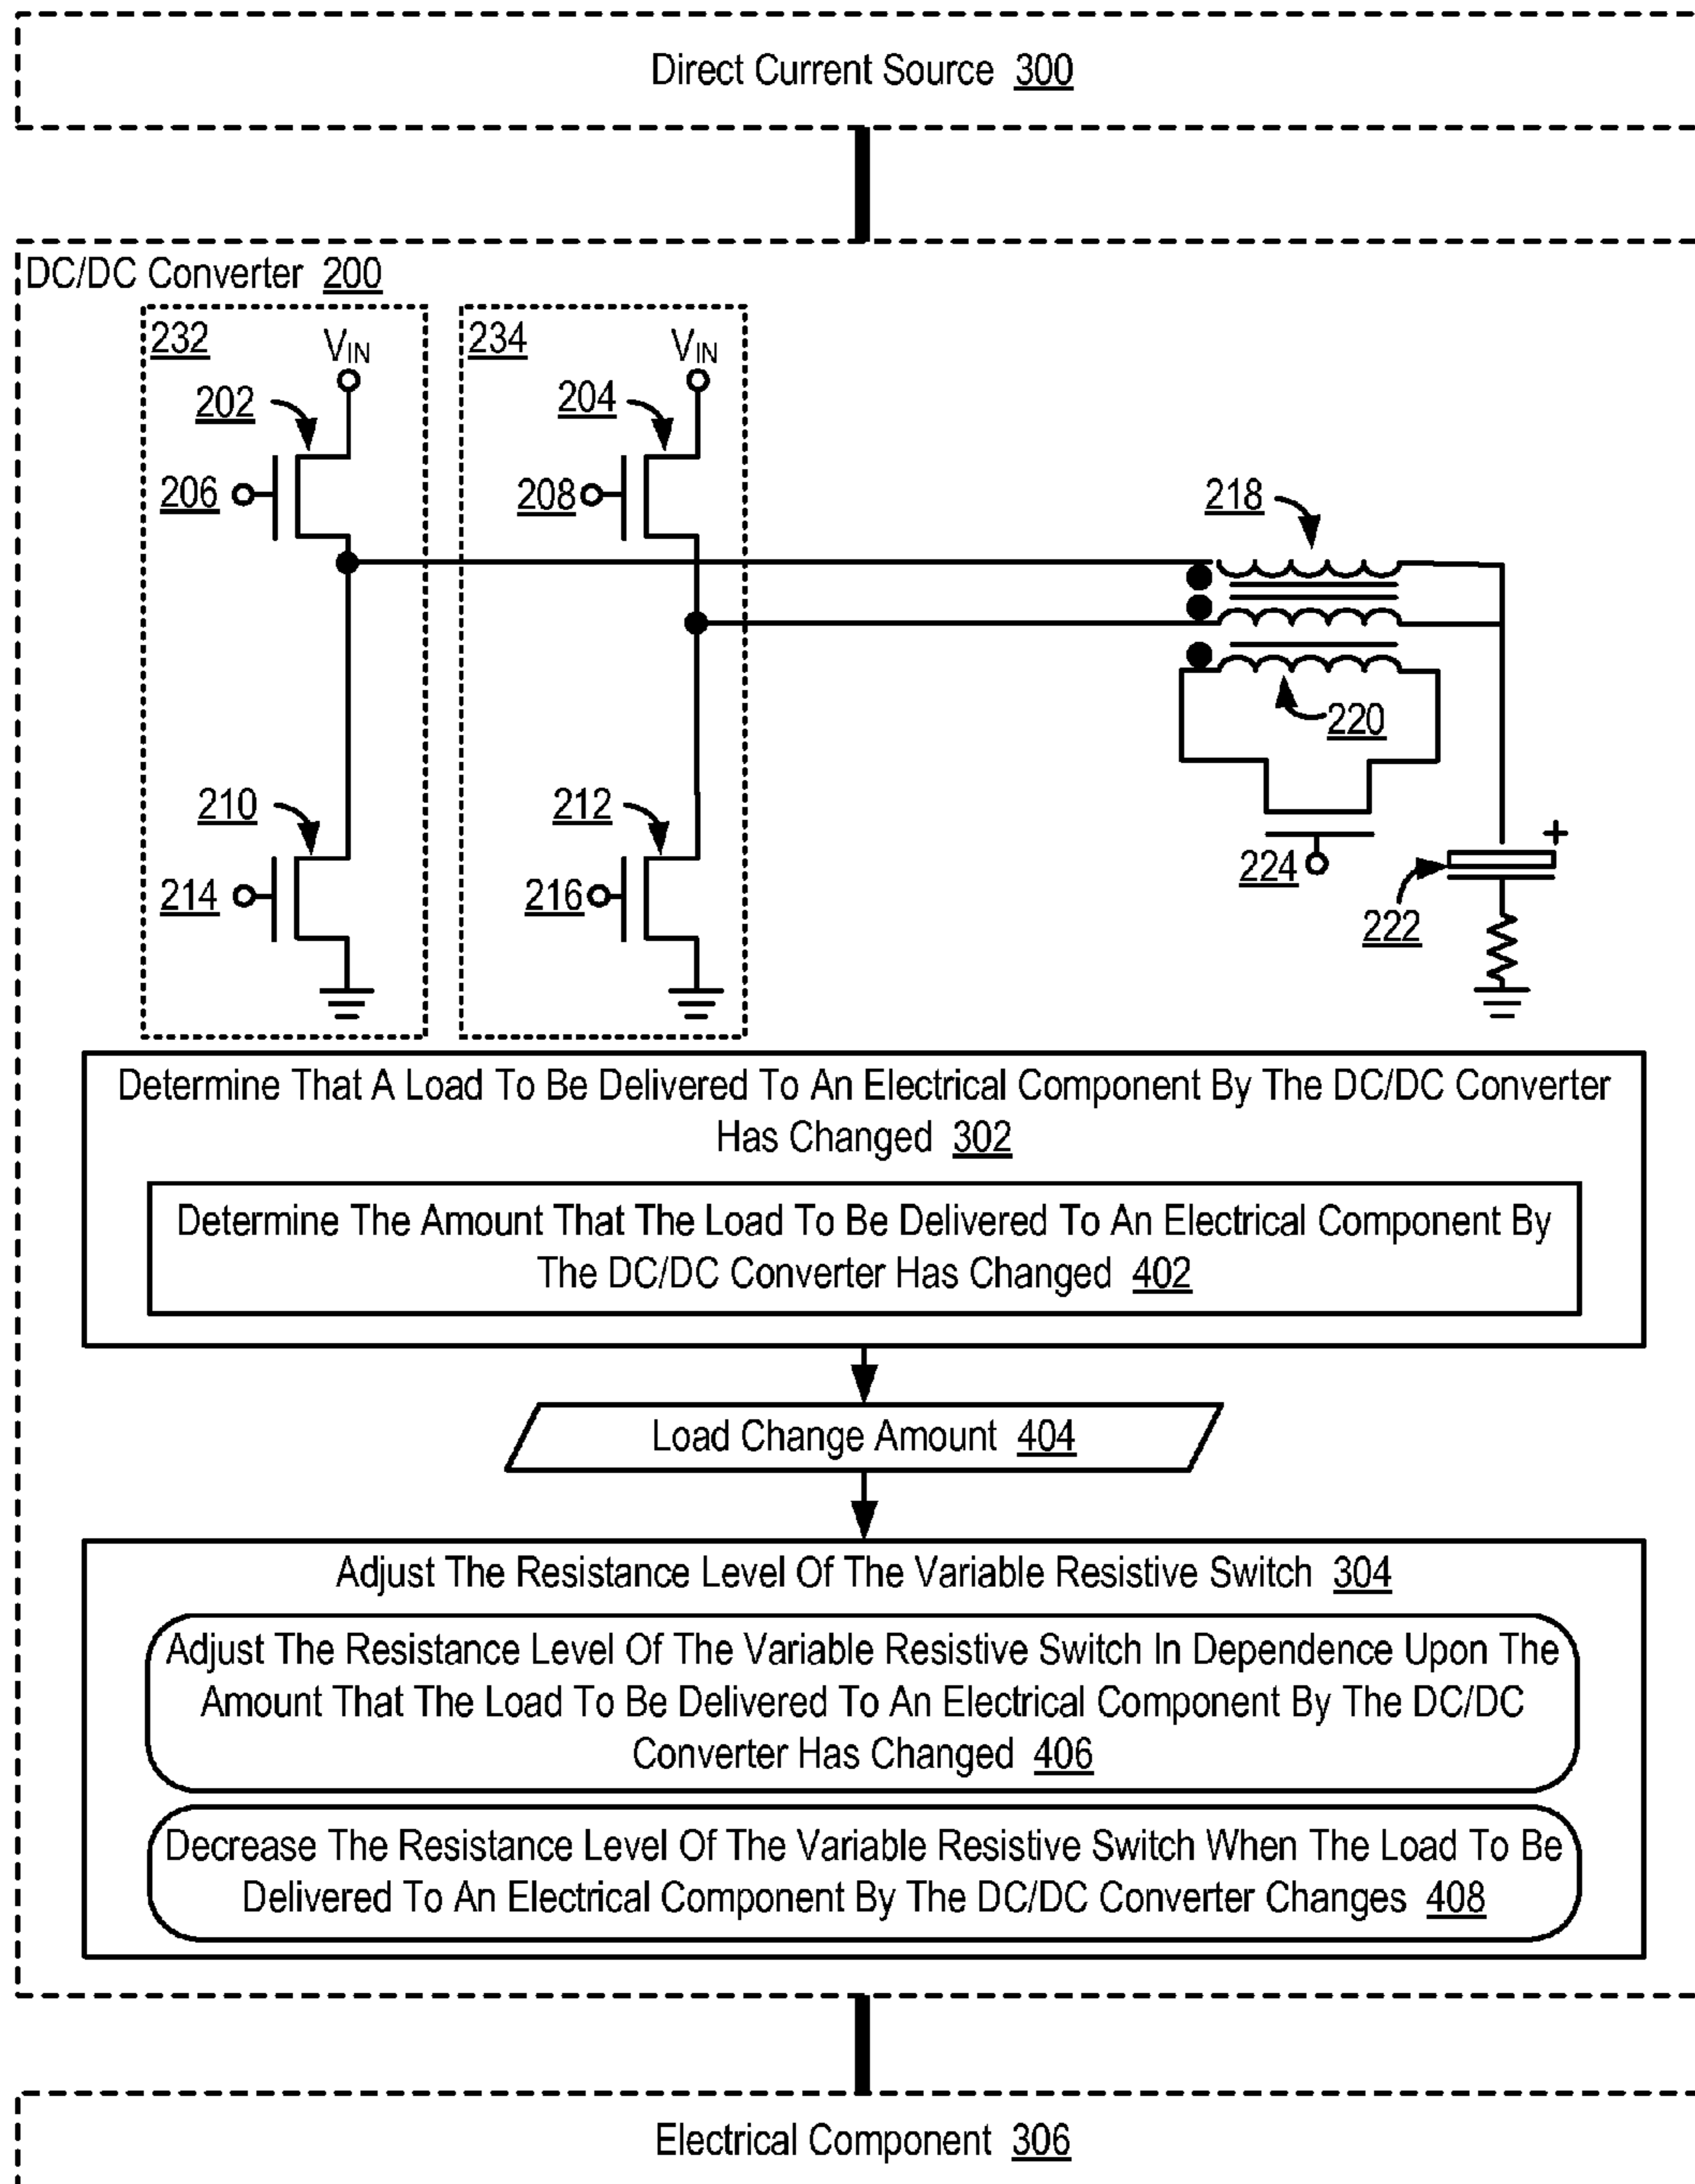 Direct Current Source 300
DC/DC Converter 200
232
VIN
234
VIN
202
204
206
208
218
220
210
212
214
216
224
+
222
Determine That A Load To Be Delivered To An Electrical Component By The DC/DC Converter
Has Changed 302
Determine The Amount That The Load To Be Delivered To An Electrical Component By
The DC/DC Converter Has Changed 402
Load Change Amount 404
Adjust The Resistance Level Of The Variable Resistive Switch 304
Adjust The Resistance Level Of The Variable Resistive Switch In Dependence Upon The
Amount That The Load To Be Delivered To An Electrical Component By The DC/DC
Converter Has Changed 406
Decrease The Resistance Level Of The Variable Resistive Switch When The Load To Be
Delivered To An Electrical Component By The DC/DC Converter Changes 408
Electrical Component 306